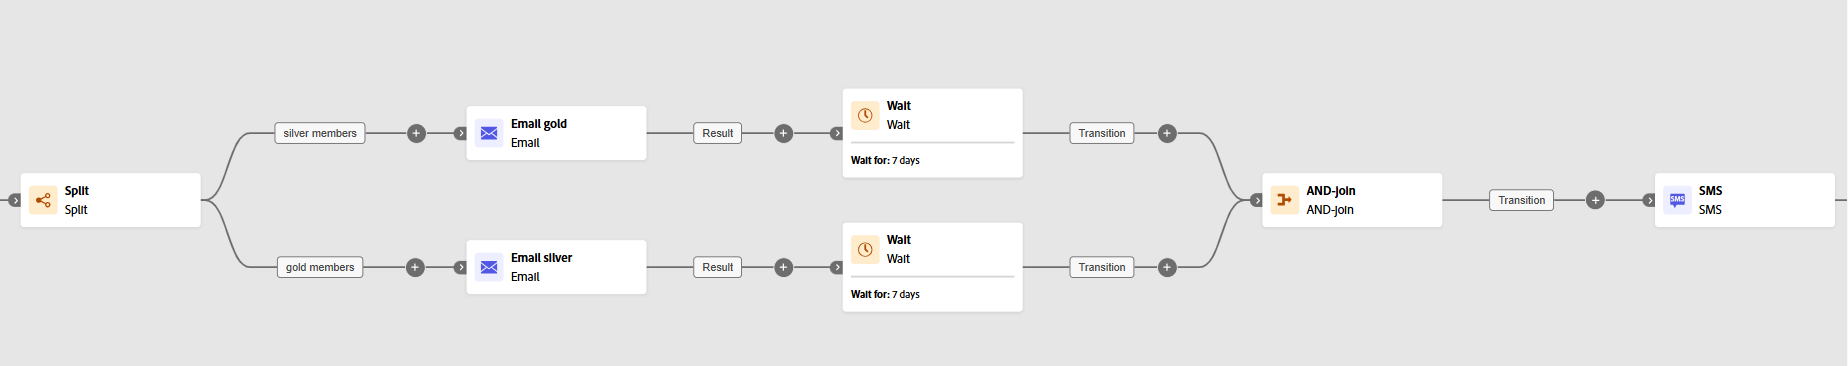 Split
Split
silver members
Email gold
Email
Result
Wait
Wait
Wait for: 7 days
Transition
gold members
Email silver
Email
Result
Wait
Wait
Wait for: 7 days
Transition
AND-join
AND-join
Transition
SMS
SMS
SMS